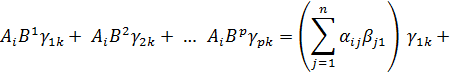 A_i B^1 γ_{1k} + A_i B^2 γ_{2k} + … A_i B^p γ_{pk} = (∑_{j=1}^{n} α_{ij} β_{j1}) γ_{1k} +